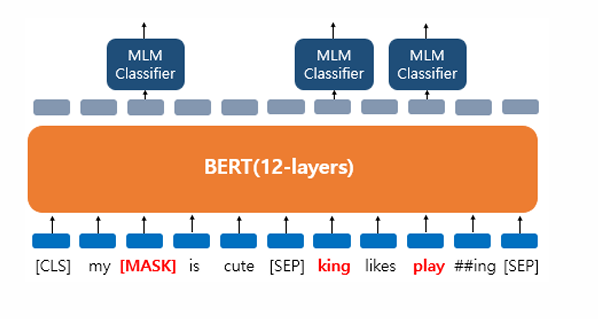 MLM Classifier MLM Classifier MLM Classifier
BERT(12-layers)
[CLS] my [MASK] is cute [SEP] king likes play ##ing [SEP]